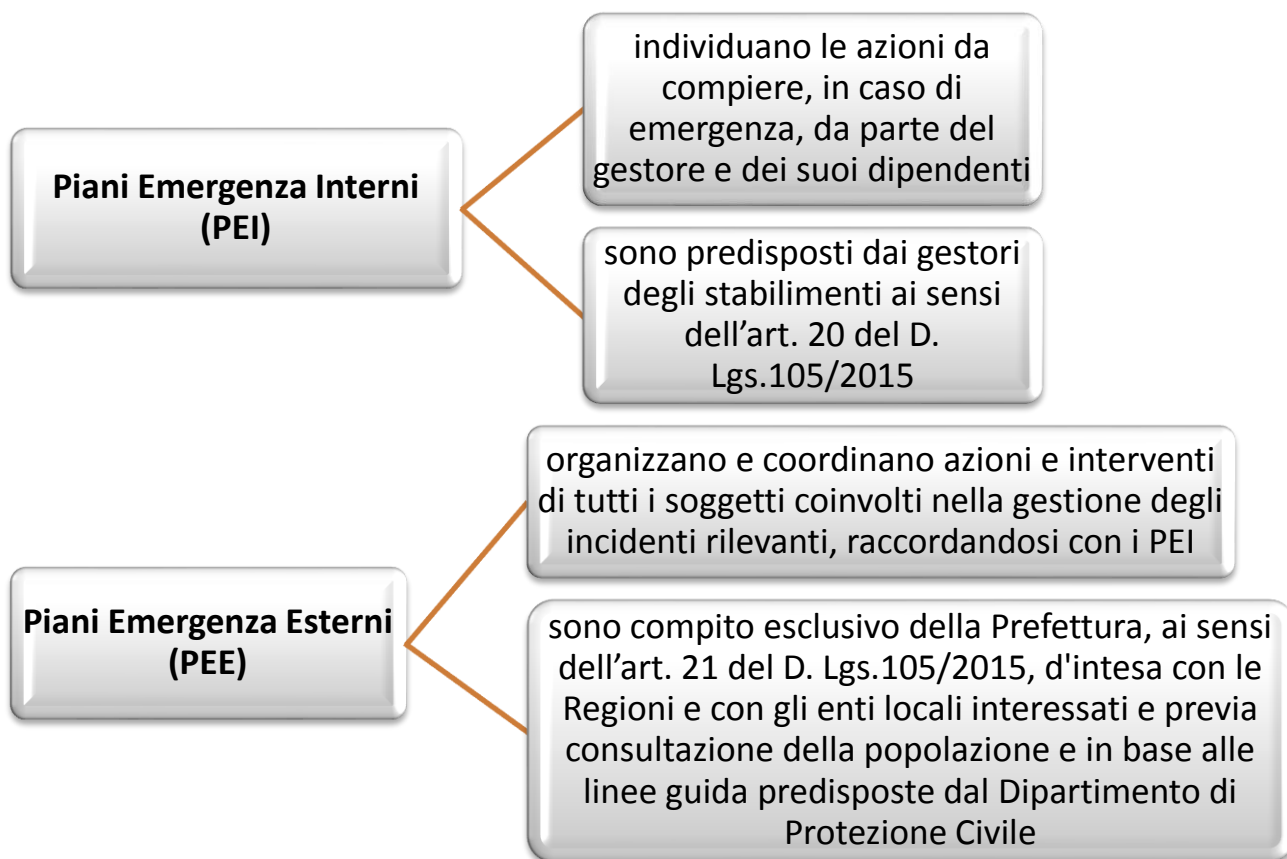 Piani Emergenza Interni
(PEI)
individuano le azioni da
compiere, in caso di
emergenza, da parte del
gestore e dei suoi dipendenti
sono predisposti dai gestori
degli stabilimenti ai sensi
dell’art. 20 del D.
Lgs.105/2015
Piani Emergenza Esterni
(PEE)
organizzano e coordinano azioni e interventi
di tutti i soggetti coinvolti nella gestione degli
incidenti rilevanti, raccordandosi con i PEI
sono compito esclusivo della Prefettura, ai sensi
dell’art. 21 del D. Lgs.105/2015, d'intesa con le
Regioni e con gli enti locali interessati e previa
consultazione della popolazione e in base alle
linee guida predisposte dal Dipartimento di
Protezione Civile